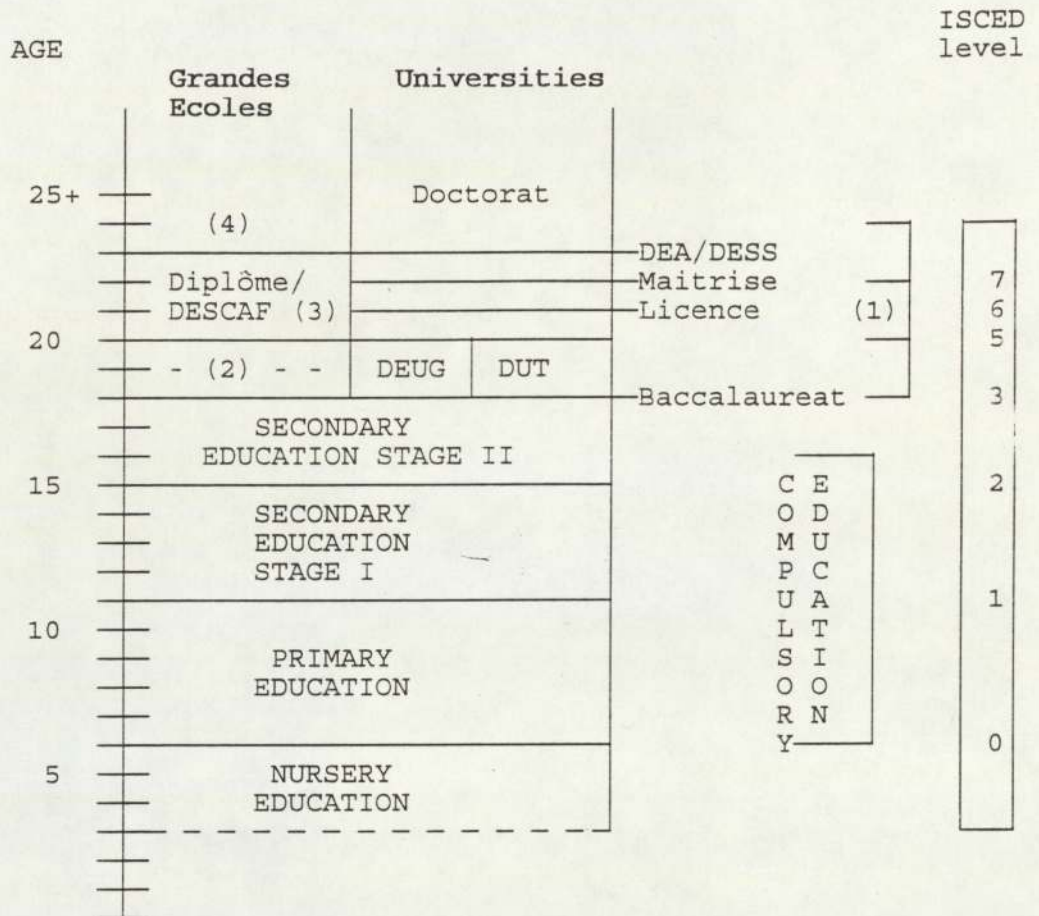 ISCED
AGE level
Grandes Universities
Ecoles
25+ Doctorat
(4)
DEA/DESS
Diplôme/ Maitrise 7
DESCAF (3) Licence (1) 6
20 5
- (2) - - DEUG DUT
Baccalaureat 3
SECONDARY
EDUCATION STAGE II
15 2
SECONDARY
EDUCATION
STAGE I
COMPULSORY
EDUCATION
1
10
PRIMARY
EDUCATION
0
5 NURSERY
EDUCATION